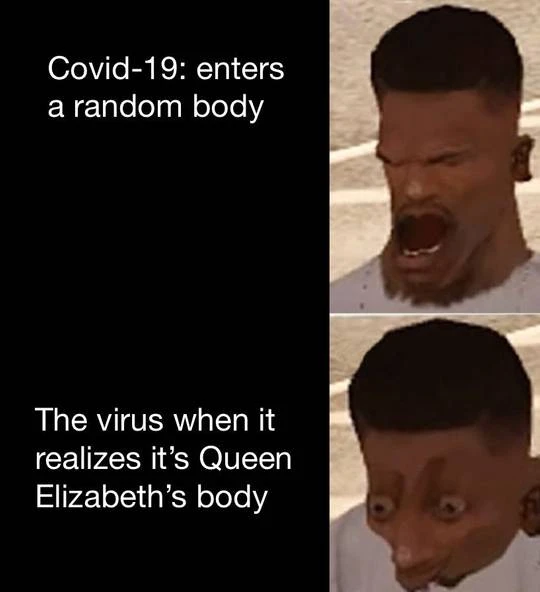 Covid-19: enters
a random body
The virus when it
realizes it’s Queen
Elizabeth’s body